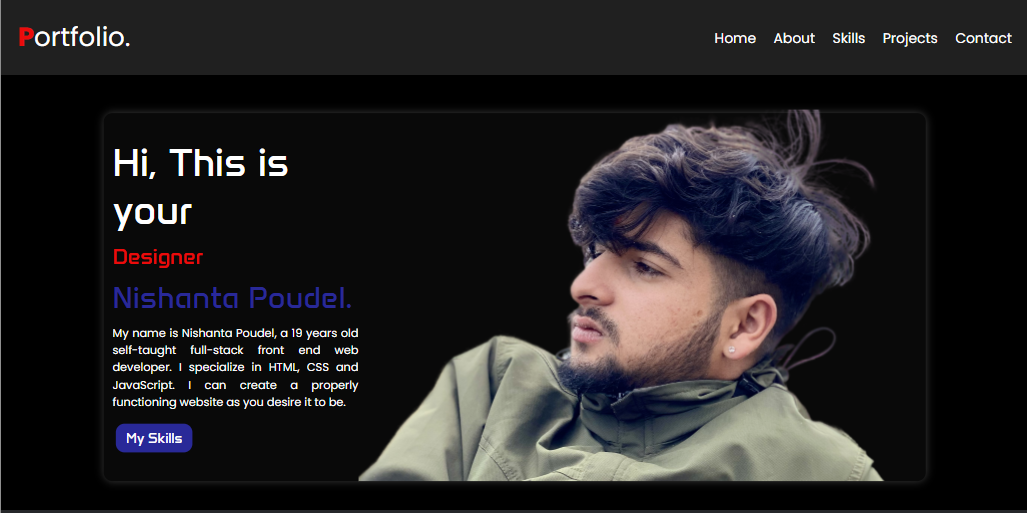 Portfolio.
Home About Skills Projects Contact
Hi, This is
your
Designer
Nishanta Poudel.
My name is Nishanta Poudel, a 19 years old
self-taught full-stack front end web
developer. I specialize in HTML, CSS and
JavaScript. I can create a properly
functioning website as you desire it to be.
My Skills